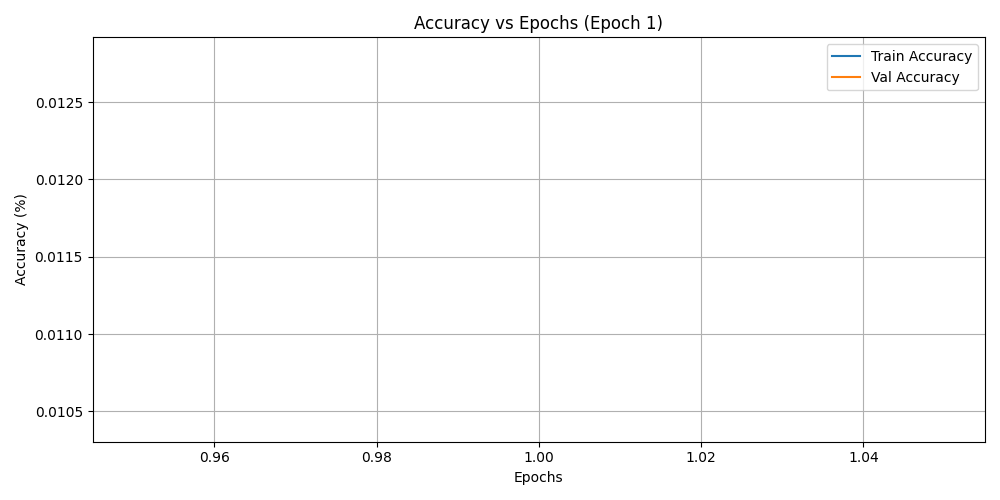 Accuracy vs Epochs (Epoch 1)
Train Accuracy
Val Accuracy
Accuracy (%)
0.0125
0.0120
0.0115
0.0110
0.0105
0.96
0.98
1.00
1.02
1.04
Epochs